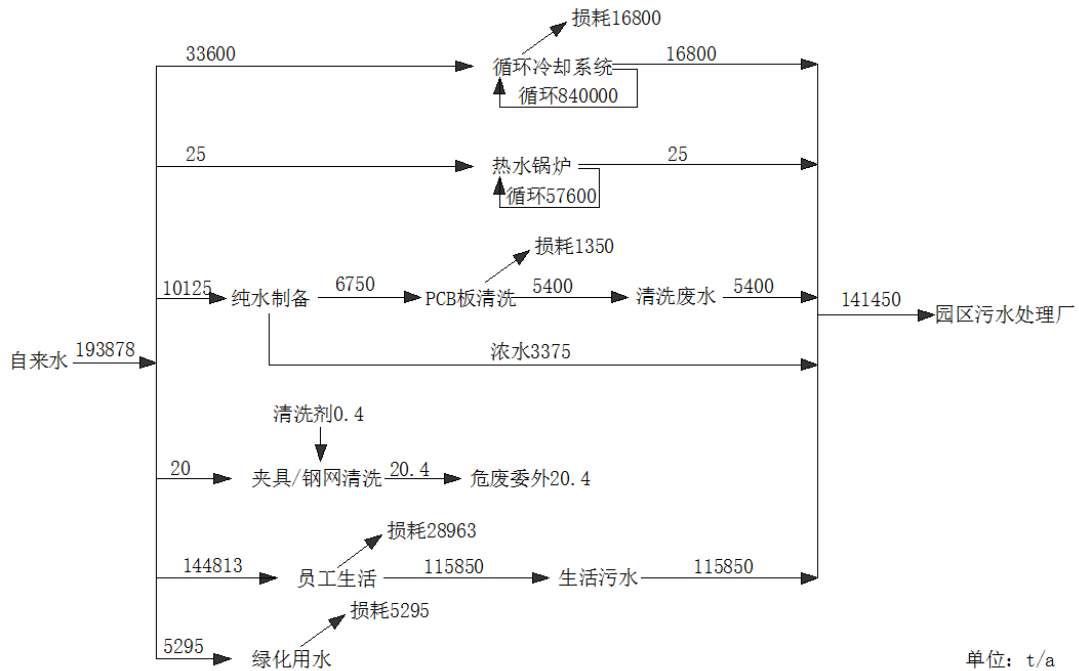 损耗16800
33600
循环冷却系统
16800
循环840000
25
热水锅炉
25
循环57600
损耗1350
10125
纯水制备
6750
PCB板清洗
5400
清洗废水
5400
141450
园区污水处理厂
自来水
193878
浓水3375
清洗剂0.4
20
夹具/钢网清洗
20.4
危废委外20.4
损耗28963
144813
员工生活
115850
生活污水
115850
损耗5295
5295
绿化用水
单位: t/a